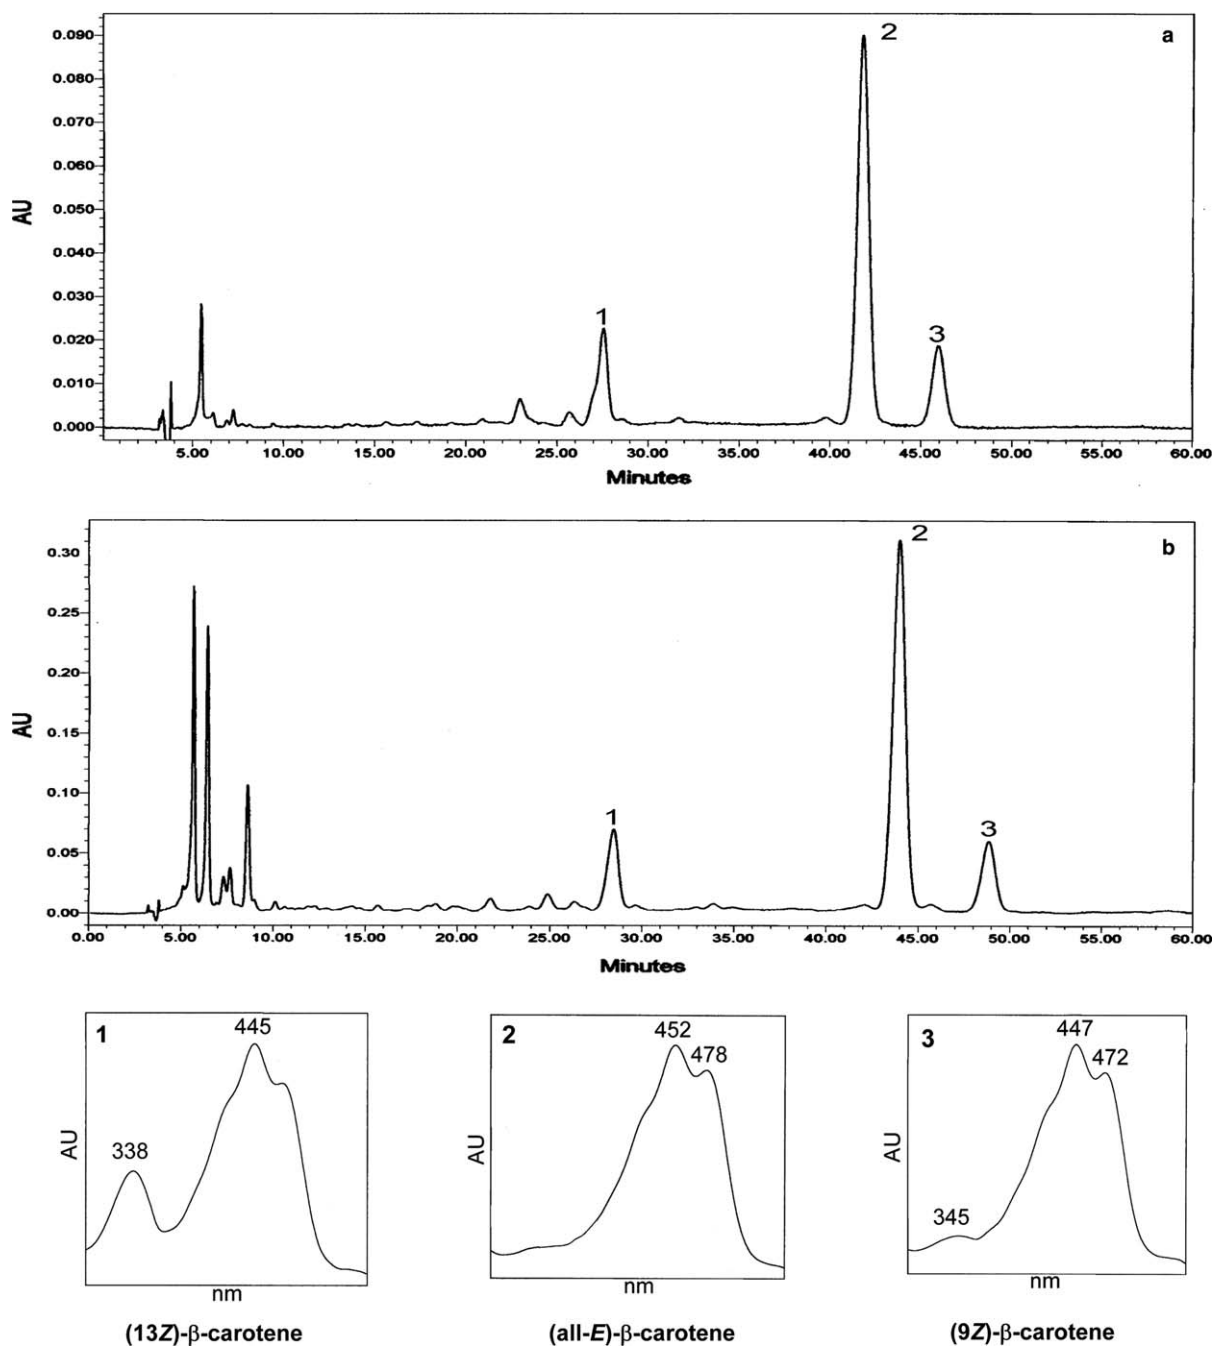 a
2
1
3
0.090
0.080
0.070
0.060
0.050
0.040
0.030
0.020
0.010
0.000
AU
5.00 10.00 15.00 20.00 25.00 30.00 35.00 40.00 45.00 50.00 55.00 60.00
Minutes
b
2
1
3
0.30
0.25
0.20
0.15
0.10
0.05
0.00
AU
0.00 5.00 10.00 15.00 20.00 25.00 30.00 35.00 40.00 45.00 50.00 55.00 60.00
Minutes
1
445
338
AU
nm
(13Z)-β-carotene
2
452
478
AU
nm
(all-E)-β-carotene
3
447
472
345
AU
nm
(9Z)-β-carotene